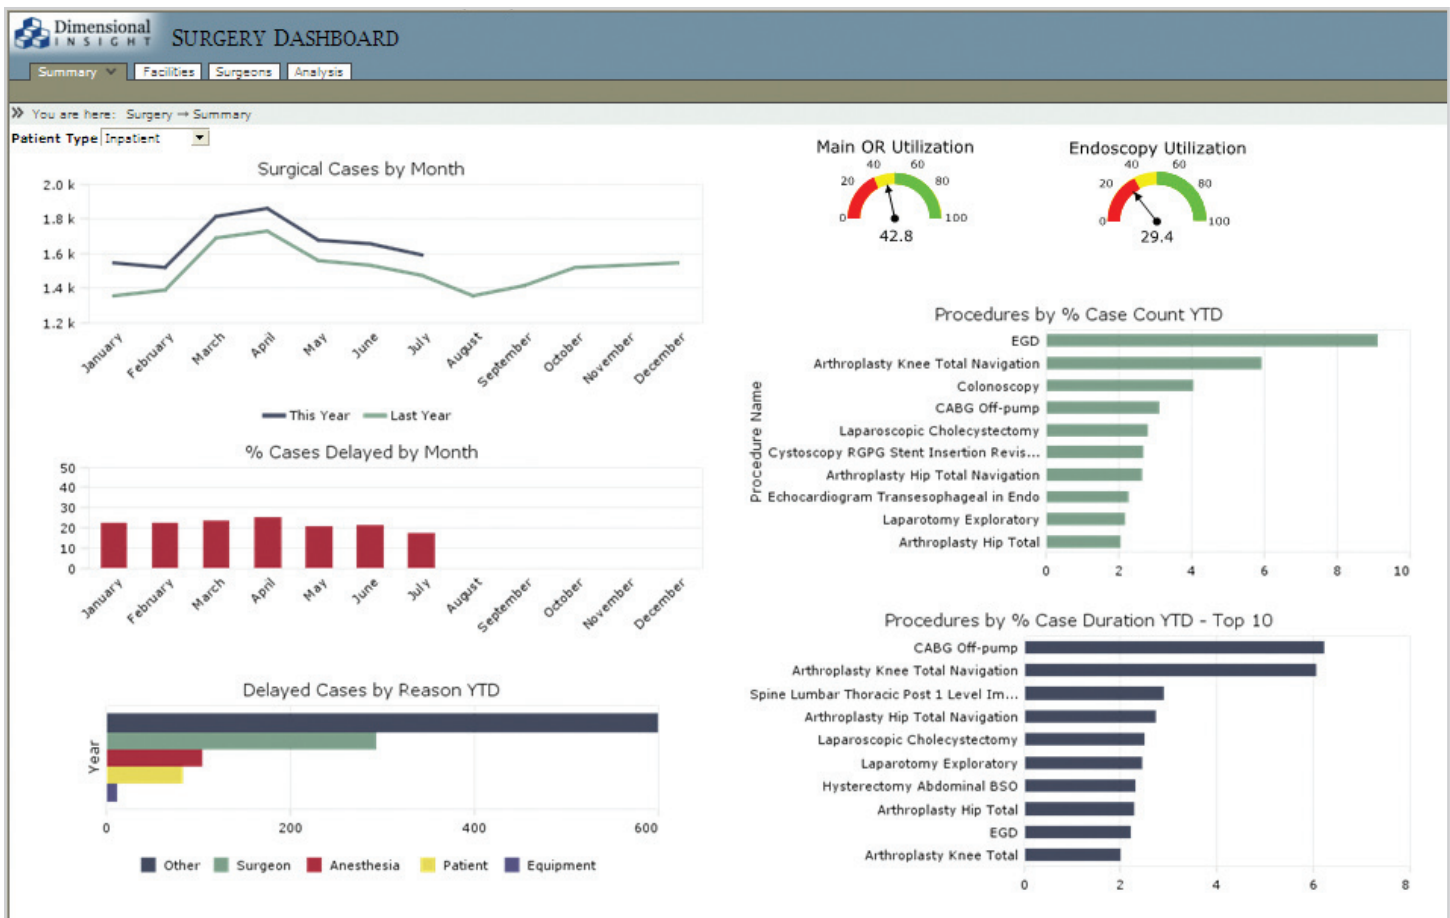 Dimensional
INSIGHT
SURGERY DASHBOARD
Summary
Facilities
Surgeons
Analysis
You are here: Surgery → Summary
Patient Type
Inpatient
Surgical Cases by Month
2.0 k
1.8 k
1.6 k
1.4 k
1.2 k
January
February
March
April
May
June
July
August
September
October
November
December
This Year
Last Year
% Cases Delayed by Month
50
40
30
20
10
0
January
February
March
April
May
June
July
August
September
October
November
December
Delayed Cases by Reason YTD
Year
0
200
400
600
Other
Surgeon
Anesthesia
Patient
Equipment
Main OR Utilization
0
20
40
60
80
100
42.8
Endoscopy Utilization
0
20
40
60
80
100
29.4
Procedures by % Case Count YTD
Procedure Name
EGD
Arthroplasty Knee Total Navigation
Colonoscopy
CABG Off-pump
Laparoscopic Cholecystectomy
Cystoscopy RGPG Stent Insertion Revis...
Arthroplasty Hip Total Navigation
Echocardiogram Transesophageal in Endo
Laparotomy Exploratory
Arthroplasty Hip Total
0
2
4
6
8
10
Procedures by % Case Duration YTD - Top 10
CABG Off-pump
Arthroplasty Knee Total Navigation
Spine Lumbar Thoracic Post 1 Level Im...
Arthroplasty Hip Total Navigation
Laparoscopic Cholecystectomy
Laparotomy Exploratory
Hysterectomy Abdominal BSO
Arthroplasty Hip Total
EGD
Arthroplasty Knee Total
0
2
4
6
8